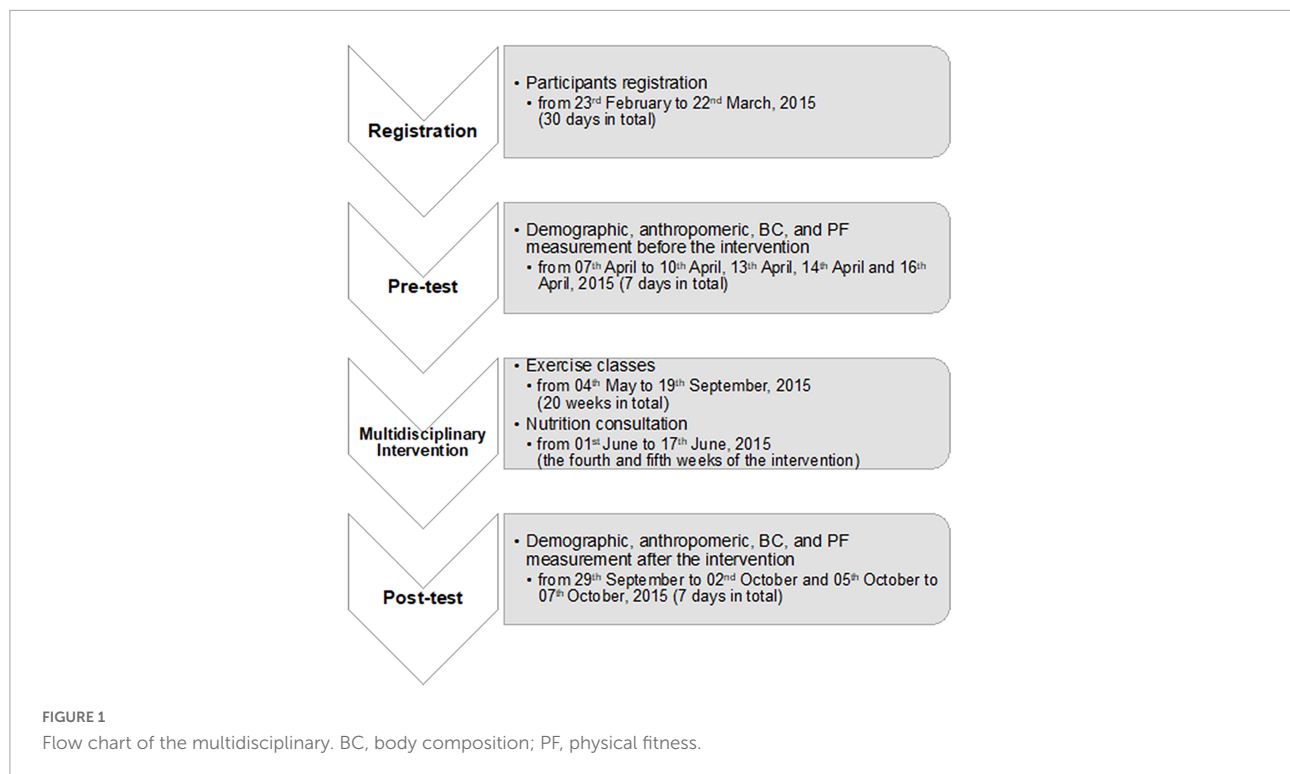 Registration
• Participants registration
• from 23rd February to 22nd March, 2015
(30 days in total)
Pre-test
• Demographic, anthropomeric, BC, and PF
measurement before the intervention
• from 07th April to 10th April, 13th April, 14th April and 16th
April, 2015 (7 days in total)
Multidisciplinary
Intervention
• Exercise classes
• from 04th May to 19th September, 2015
(20 weeks in total)
• Nutrition consultation
• from 01st June to 17th June, 2015
(the fourth and fifth weeks of the intervention)
Post-test
• Demographic, anthropomeric, BC, and PF
measurement after the intervention
• from 29th September to 02nd October and 05th October to
07th October, 2015 (7 days in total)
FIGURE 1
Flow chart of the multidisciplinary. BC, body composition; PF, physical fitness.